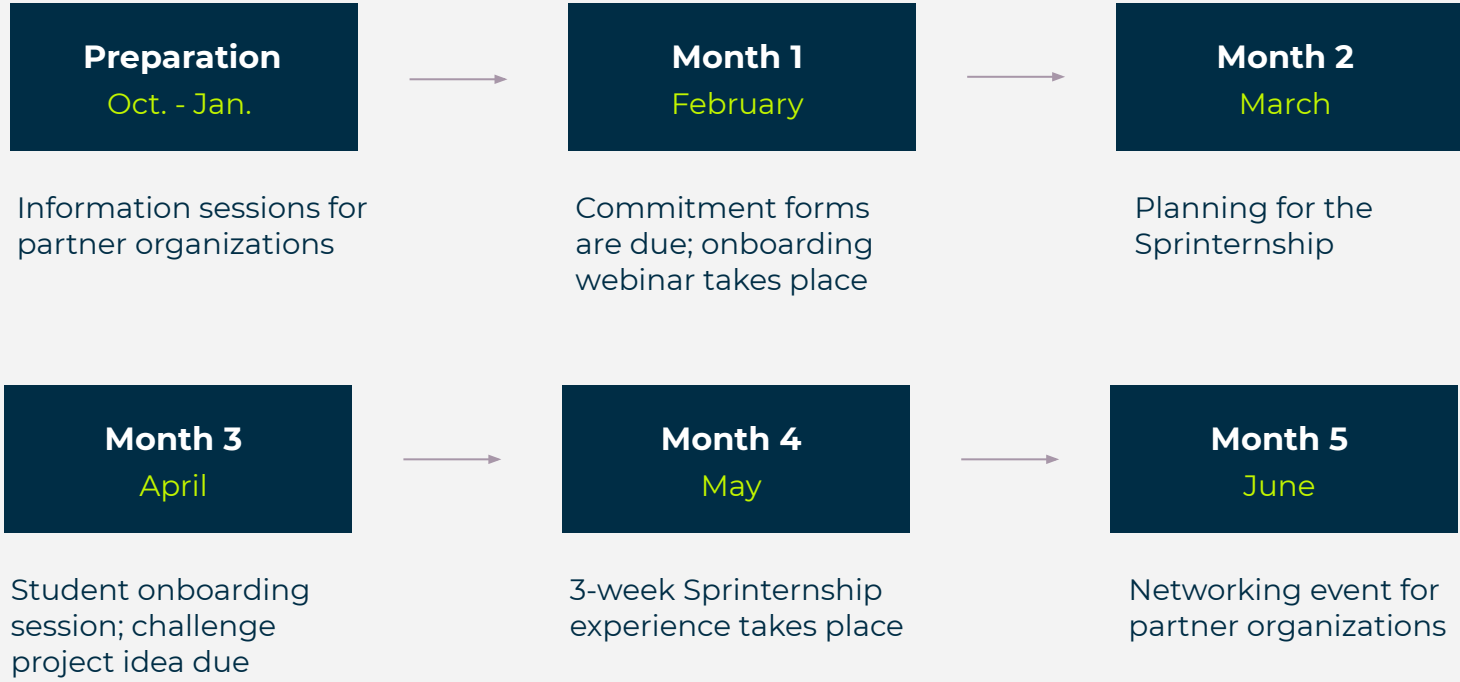 Preparation
Oct. - Jan.
Information sessions for
partner organizations
Month 1
February
Commitment forms
are due; onboarding
webinar takes place
Month 2
March
Planning for the
Sprinternship
Month 3
April
Student onboarding
session; challenge
project idea due
Month 4
May
3-week Sprinternship
experience takes place
Month 5
June
Networking event for
partner organizations